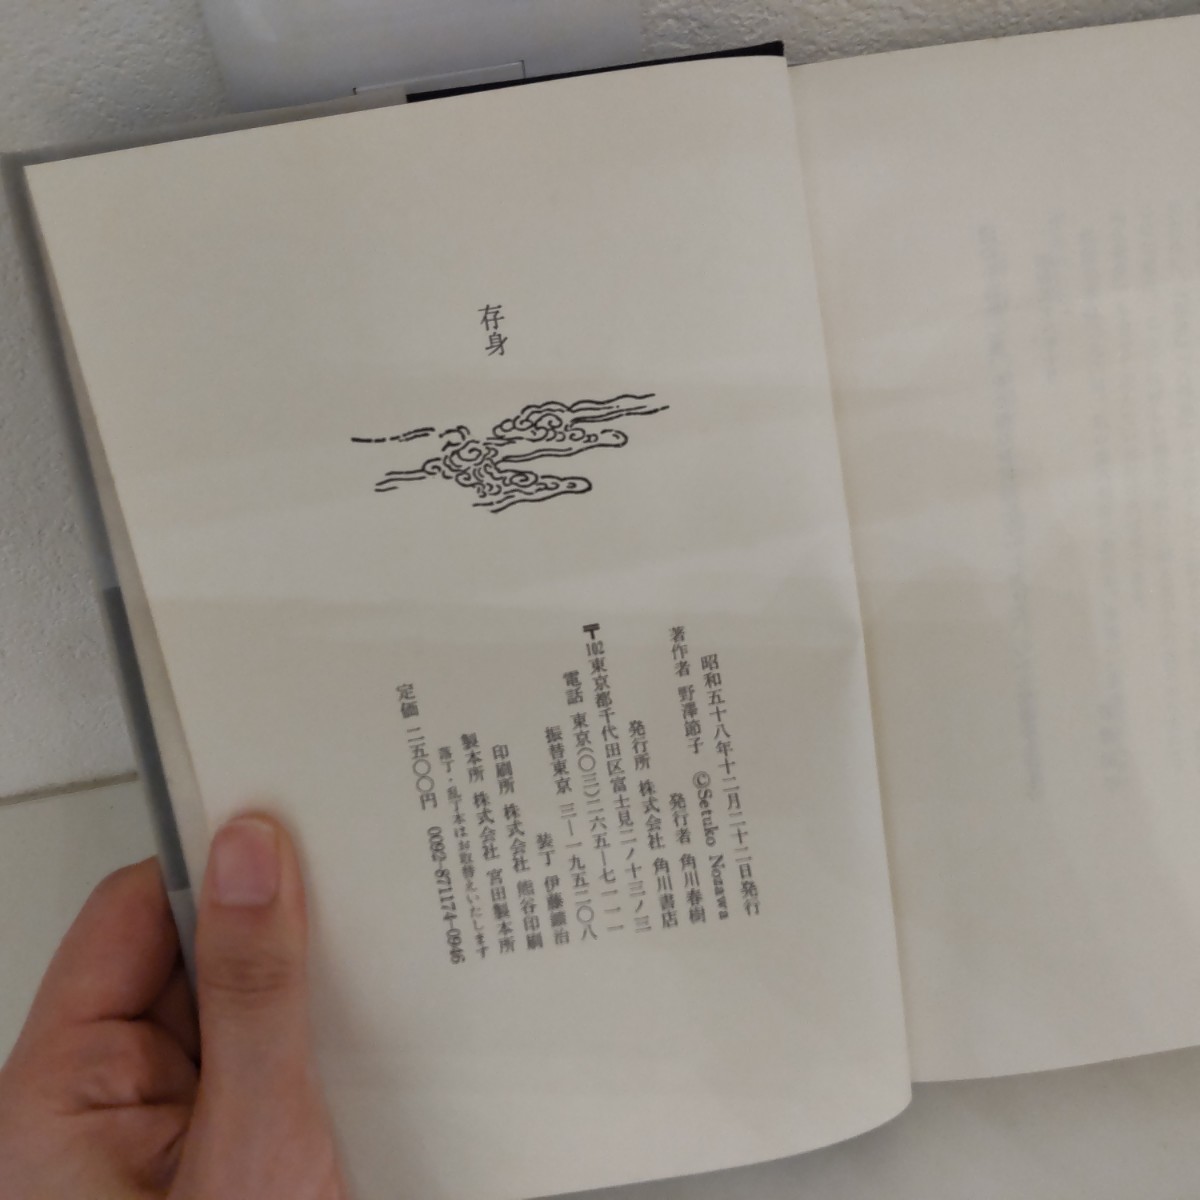 存身
昭和五十八年十二月二十二日発行
著作者 野澤節子 ©Setuko Nozawa
発行者 角川春樹
発行所 株式会社 角川書店
〒102東京都千代田区富士見二ノ十三ノ三
電話 東京(〇三)二六五―七一一一
振替東京 三―一九五二〇八
装丁 伊藤鑛治
印刷所 株式会社 熊谷印刷
製本所 株式会社 宮田製本所
落丁・乱丁本はお取替えいたします
定価 二五〇〇円 0092-871174-0946